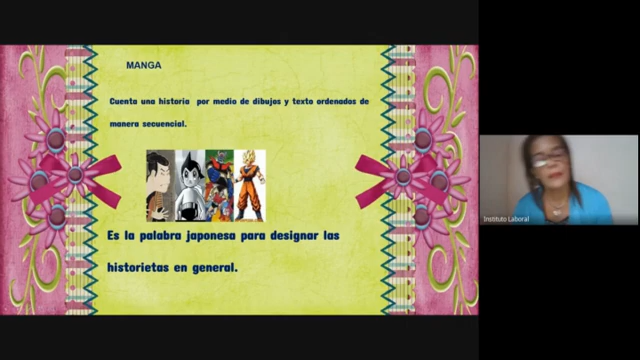 MANGA
Cuenta una historia por medio de dibujos y texto ordenados de
manera secuencial.
Es la palabra japonesa para designar las
historietas en general.
Instituto Laboral